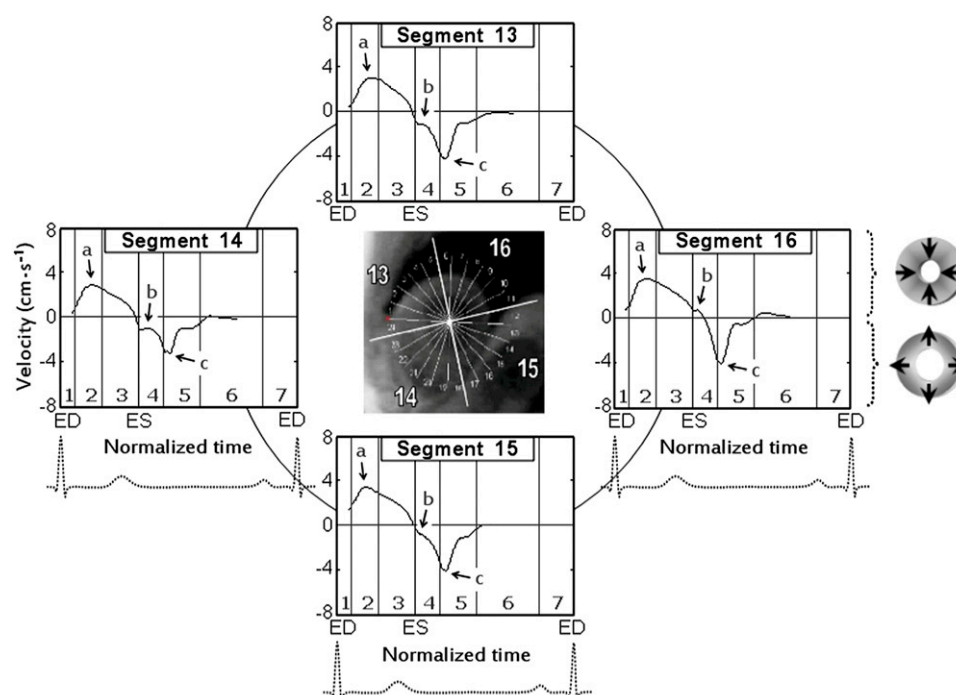 Segment 13
8
4
0
-4
-8
a
b
c
1 2 3 4 5 6 7
ED ES ED
Segment 14
Velocity (cm·s⁻¹)
8
4
0
-4
-8
a
b
c
1 2 3 4 5 6 7
ED ES ED
Normalized time
13
16
14
15
Segment 16
8
4
0
-4
-8
a
b
c
1 2 3 4 5 6 7
ED ES ED
Normalized time
Segment 15
8
4
0
-4
-8
a
b
c
1 2 3 4 5 6 7
ED ES ED
Normalized time